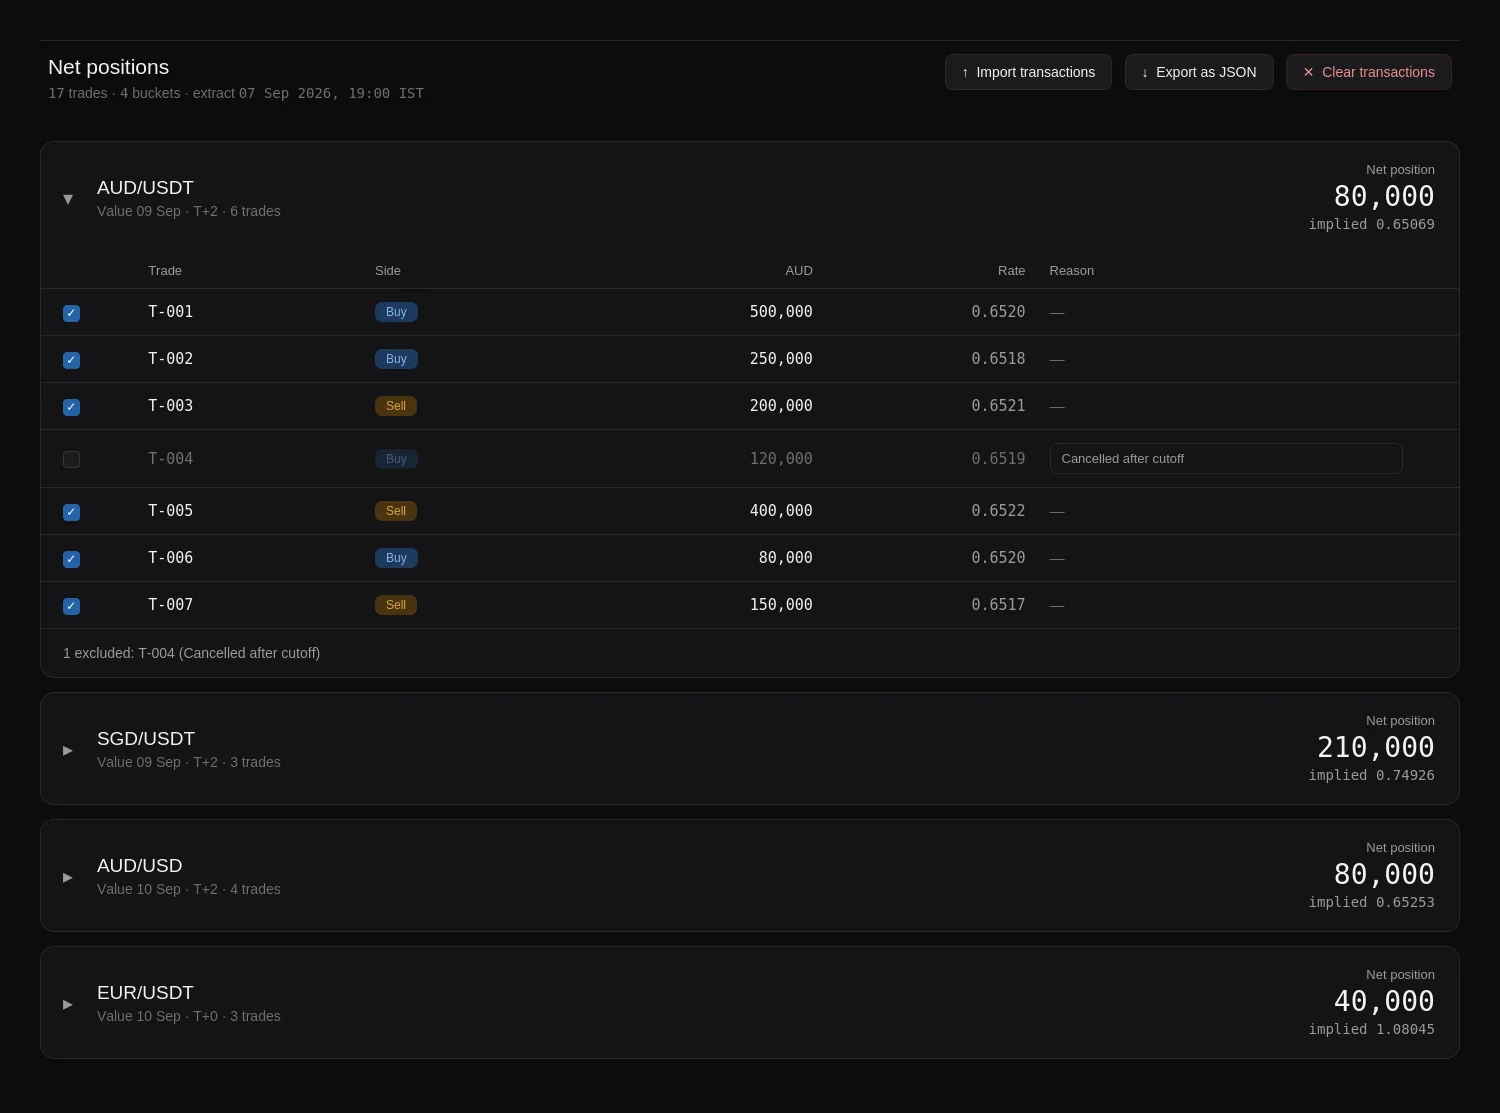 Net positions
17 trades · 4 buckets · extract 07 Sep 2026, 19:00 IST
↑ Import transactions
↓ Export as JSON
✕ Clear transactions
▼ AUD/USDT
Value 09 Sep · T+2 · 6 trades
Net position
80,000
implied 0.65069
Trade Side AUD Rate Reason
✓ T-001 Buy 500,000 0.6520 —
✓ T-002 Buy 250,000 0.6518 —
✓ T-003 Sell 200,000 0.6521 —
T-004 Buy 120,000 0.6519 Cancelled after cutoff
✓ T-005 Sell 400,000 0.6522 —
✓ T-006 Buy 80,000 0.6520 —
✓ T-007 Sell 150,000 0.6517 —
1 excluded: T-004 (Cancelled after cutoff)
▶ SGD/USDT
Value 09 Sep · T+2 · 3 trades
Net position
210,000
implied 0.74926
▶ AUD/USD
Value 10 Sep · T+2 · 4 trades
Net position
80,000
implied 0.65253
▶ EUR/USDT
Value 10 Sep · T+0 · 3 trades
Net position
40,000
implied 1.08045